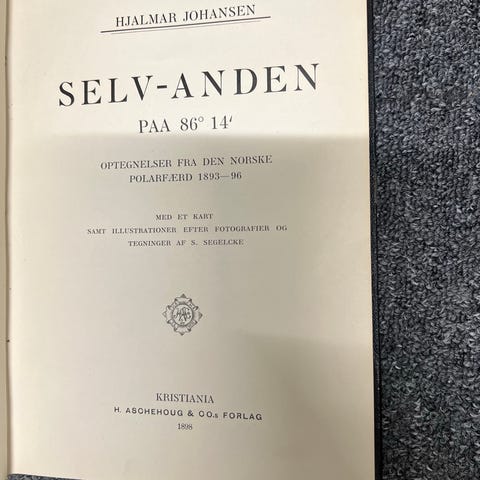 HJALMAR JOHANSEN
SELV-ANDEN
PAA 86° 14′
OPTEGNELSER FRA DEN NORSKE
POLARFÆRD 1893—96
MED ET KART
SAMT ILLUSTRATIONER EFTER FOTOGRAFIER OG
TEGNINGER AF S. SEGELCKE
KRISTIANIA
H. ASCHEHOUG & CO.s FORLAG
1898